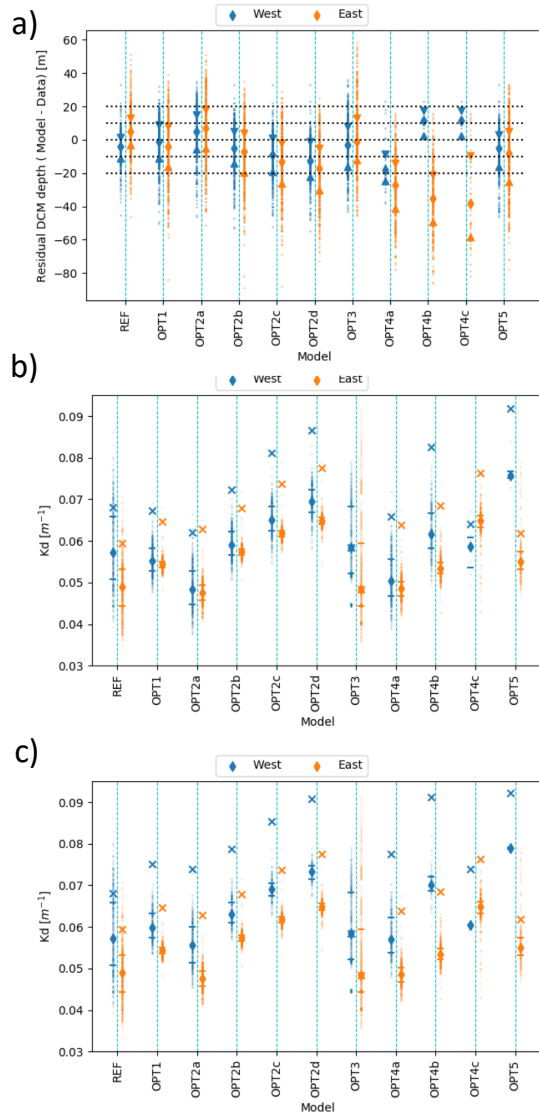 a)
West East
60
40
20
0
−20
−40
−60
−80
Residual DCM depth ( Model - Data) [m]
REF OPT1 OPT2a OPT2b OPT2c OPT2d OPT3 OPT4a OPT4b OPT4c OPT5
Model
b)
West East
0.09
0.08
0.07
0.06
0.05
0.04
0.03
Kd [m⁻¹]
REF OPT1 OPT2a OPT2b OPT2c OPT2d OPT3 OPT4a OPT4b OPT4c OPT5
Model
c)
West East
0.09
0.08
0.07
0.06
0.05
0.04
0.03
Kd [m⁻¹]
REF OPT1 OPT2a OPT2b OPT2c OPT2d OPT3 OPT4a OPT4b OPT4c OPT5
Model